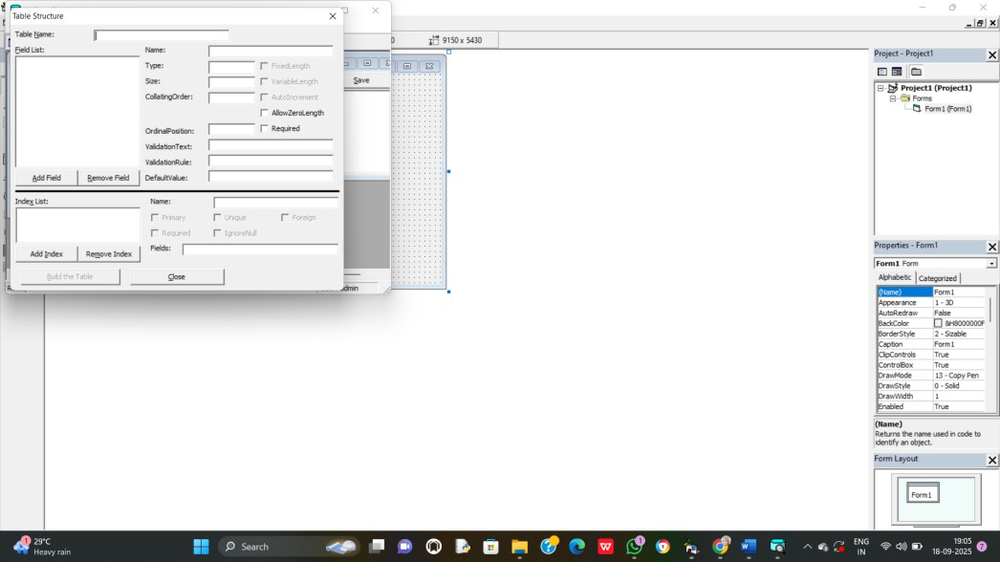 Table Structure
Table Name:
Field List:
Name:
Type:
FixedLength
Size:
VariableLength
CollatingOrder:
AutoIncrement
AllowZeroLength
OrdinalPosition:
Required
ValidationText:
ValidationRule:
Add Field
Remove Field
DefaultValue:
Index List:
Name:
Primary
Unique
Foreign
Required
IgnoreNull
Add Index
Remove Index
Fields:
Build the Table
Close
9150 x 5430
Save
Project - Project1
Project1 (Project1)
Forms
Form1 (Form1)
Properties - Form1
Form1 Form
Alphabetic
Categorized
(Name) Form1
Appearance 1 - 3D
AutoRedraw False
BackColor &H8000000F
BorderStyle 2 - Sizable
Caption Form1
ClipControls True
ControlBox True
DrawMode 13 - Copy Pen
DrawStyle 0 - Solid
DrawWidth 1
Enabled True
(Name)
Returns the name used in code to
identify an object.
Form Layout
Form1
29°C
Heavy rain
Search
ENG
IN
19:05
18-09-2025